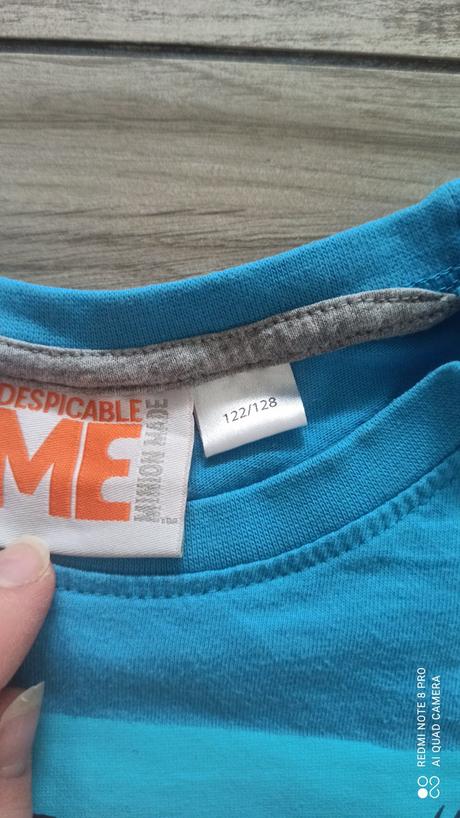 DESPICABLE
ME
MINION MADE
122/128
REDMI NOTE 8 PRO
AI QUAD CAMERA